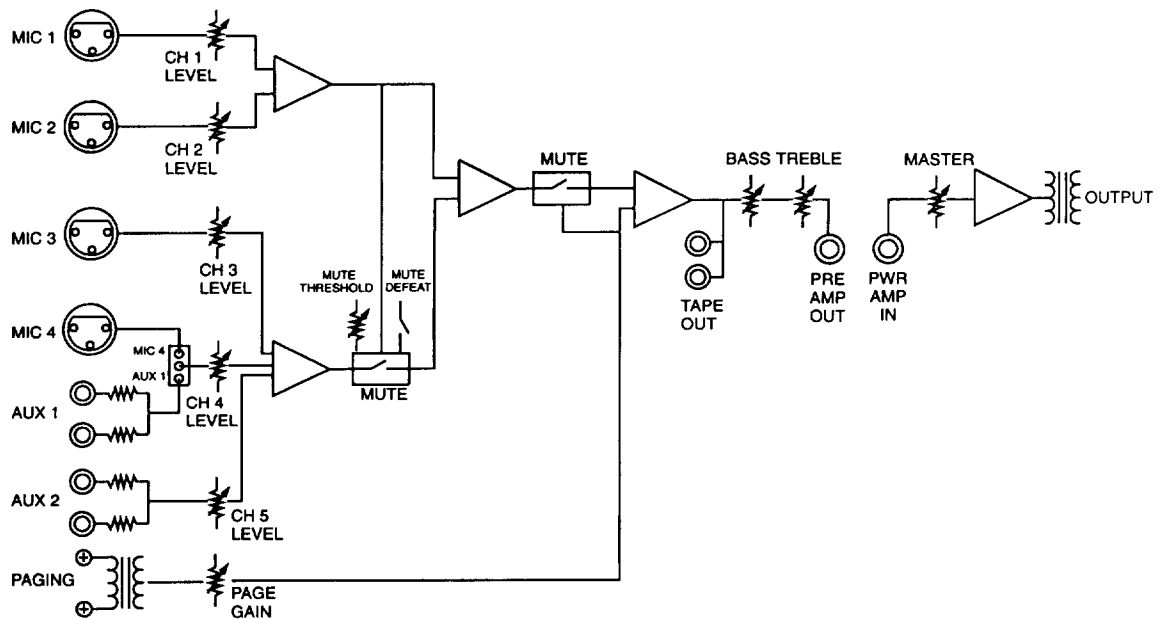 MIC 1
CH 1
LEVEL
MIC 2
CH 2
LEVEL
MIC 3
CH 3
LEVEL
MIC 4
MIC 4
AUX 1
CH 4
LEVEL
AUX 1
AUX 2
CH 5
LEVEL
PAGING
PAGE
GAIN
MUTE
THRESHOLD
MUTE
DEFEAT
MUTE
MUTE
BASS TREBLE
TAPE
OUT
PRE
AMP
OUT
MASTER
PWR
AMP
IN
OUTPUT